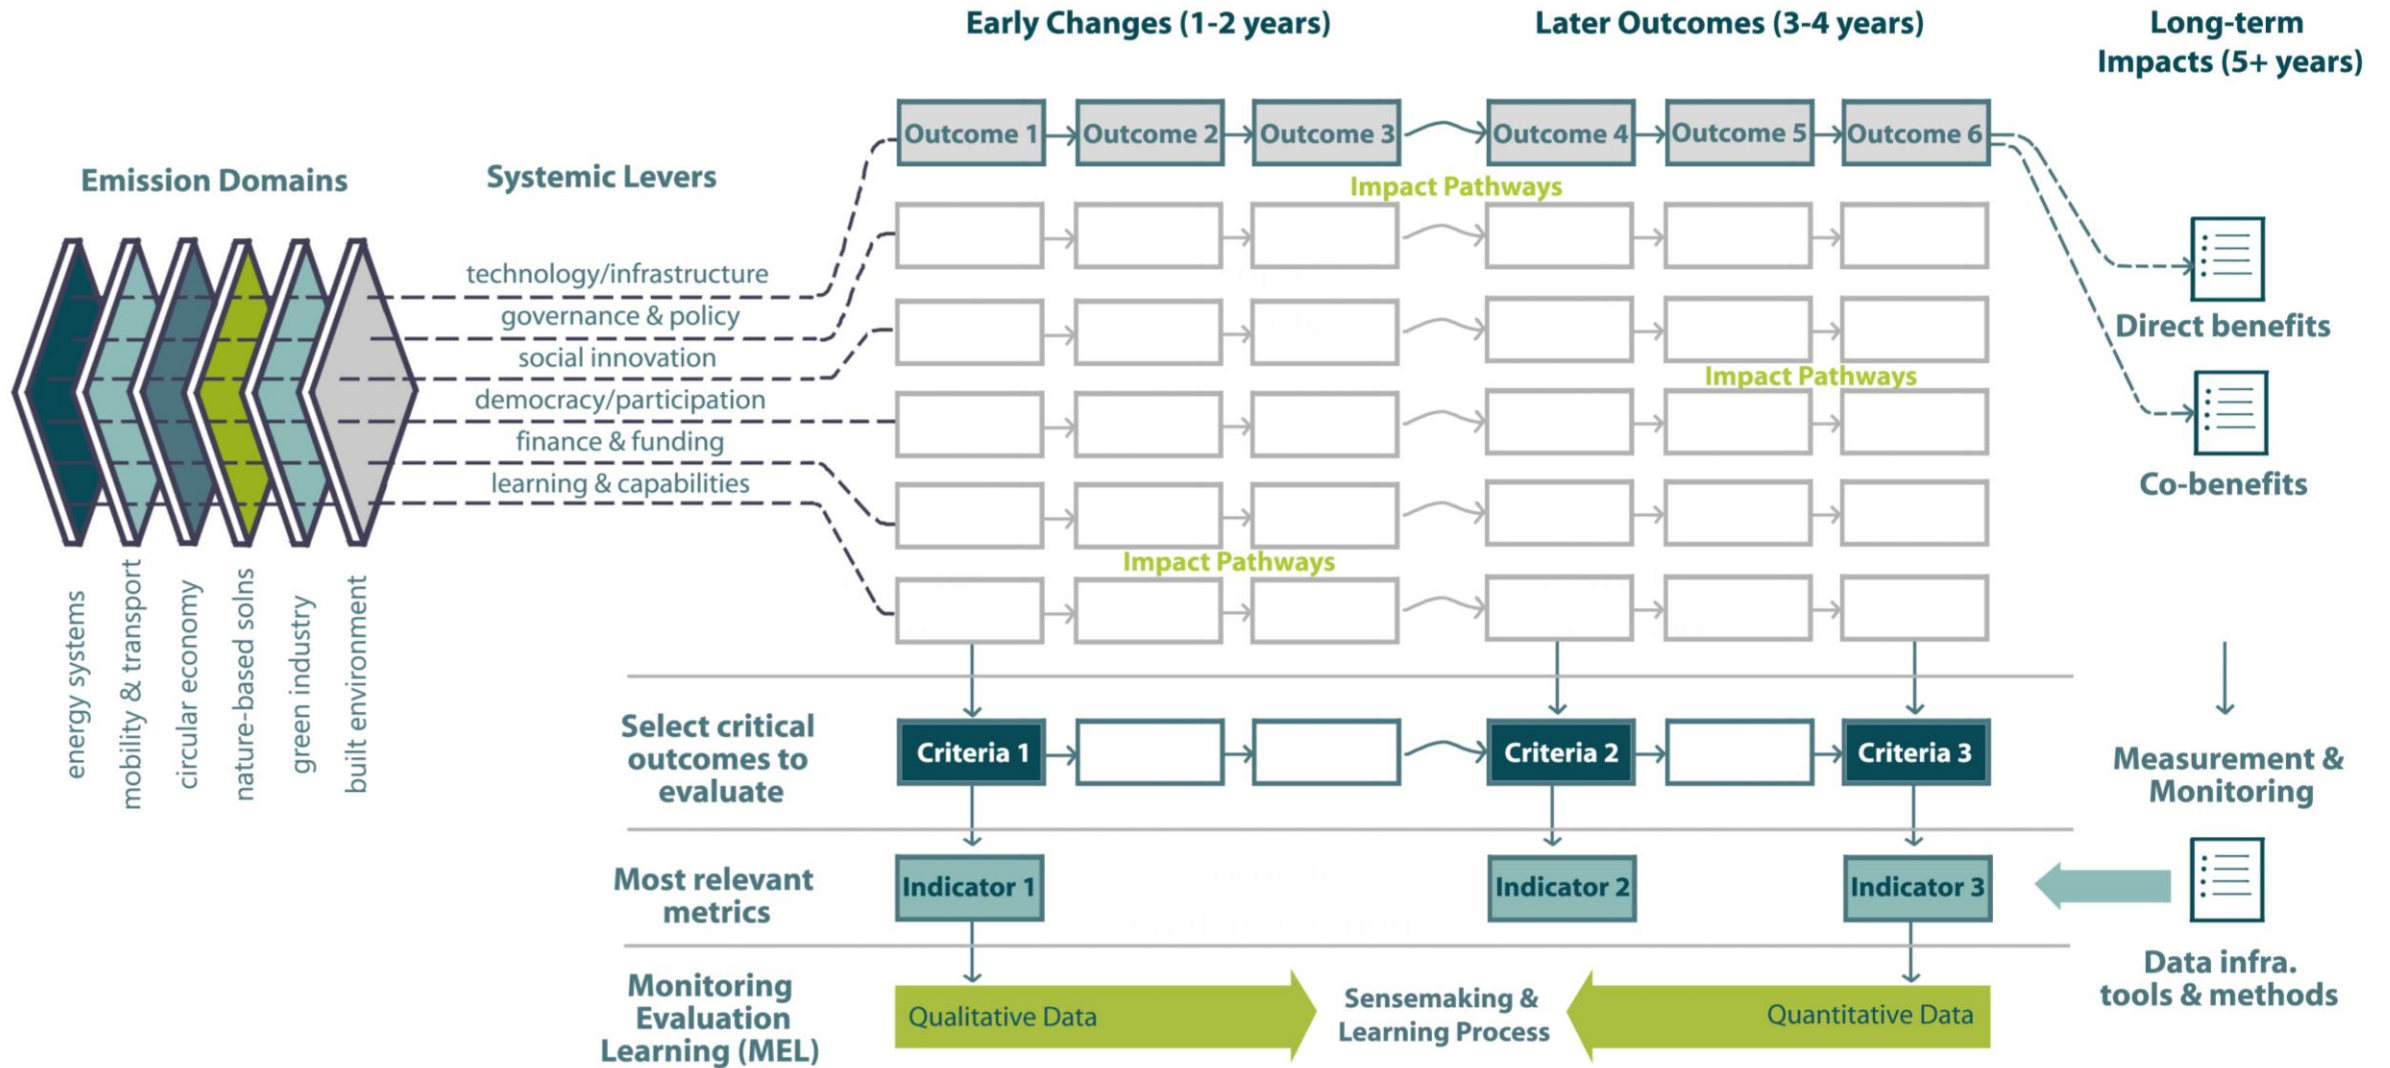 Early Changes (1-2 years)
Later Outcomes (3-4 years)
Long-term
Impacts (5+ years)
Outcome 1
Outcome 2
Outcome 3
Outcome 4
Outcome 5
Outcome 6
Impact Pathways
Emission Domains
Systemic Levers
technology/infrastructure
governance & policy
social innovation
democracy/participation
finance & funding
learning & capabilities
Direct benefits
Impact Pathways
Co-benefits
Impact Pathways
energy systems
mobility & transport
circular economy
nature-based solns
green industry
built environment
Select critical
outcomes to
evaluate
Criteria 1
Criteria 2
Criteria 3
Measurement &
Monitoring
Most relevant
metrics
Indicator 1
Indicator 2
Indicator 3
Data infra.
tools & methods
Monitoring
Evaluation
Learning (MEL)
Qualitative Data
Sensemaking &
Learning Process
Quantitative Data